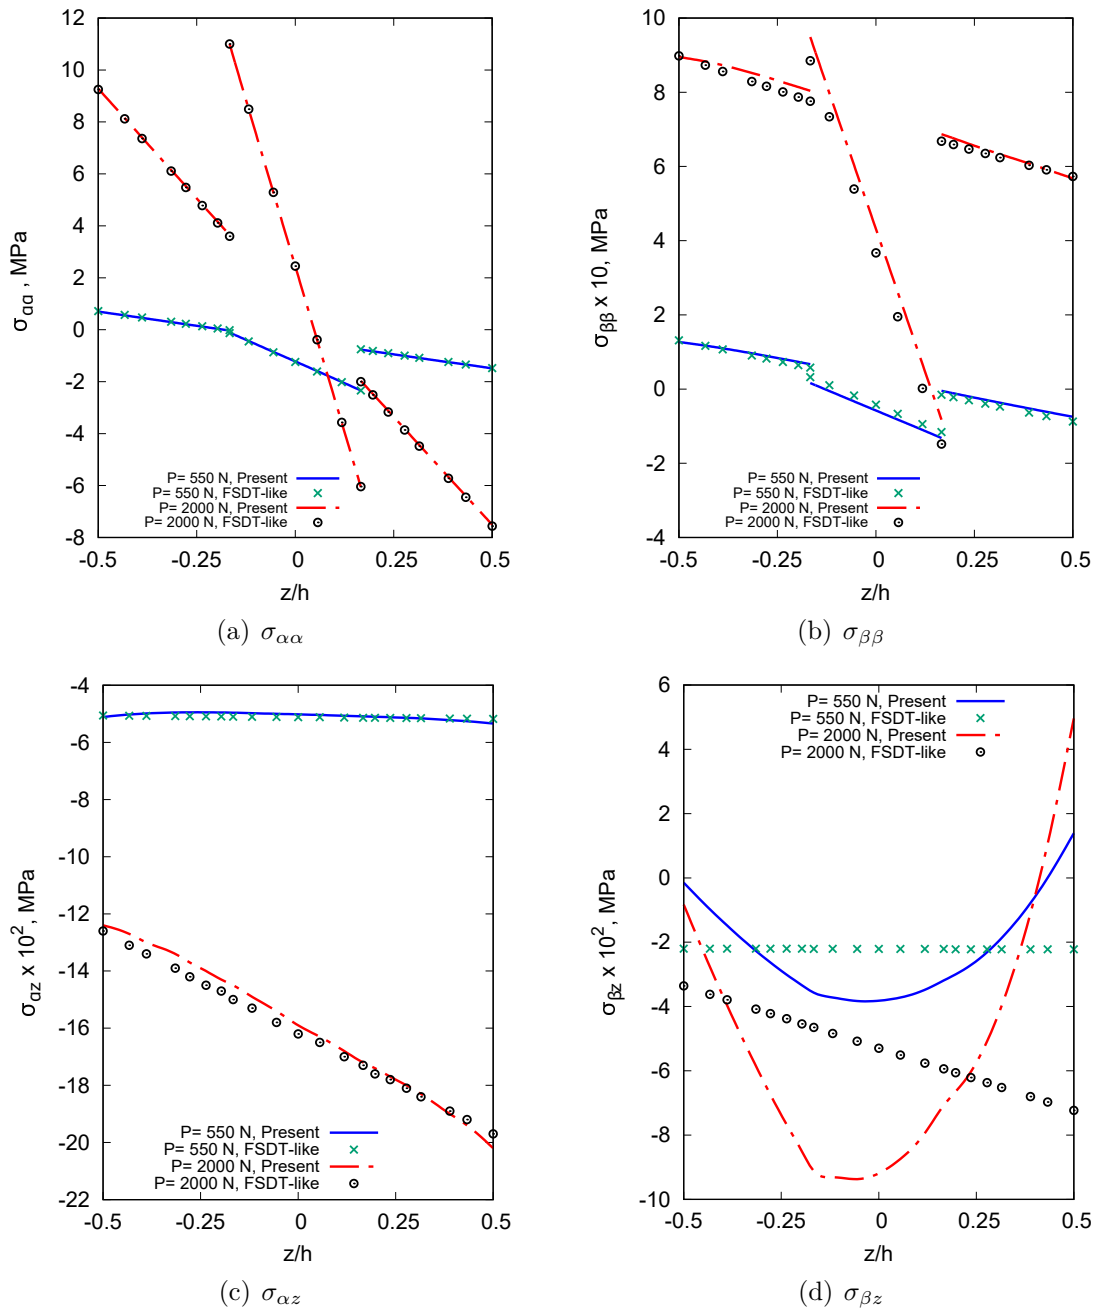 12
10
8
6
4
2
0
-2
-4
-6
-8
-0.5
-0.25
0
0.25
0.5
σαα , MPa
z/h
P= 550 N, Present
P= 550 N, FSDT-like
P= 2000 N, Present
P= 2000 N, FSDT-like
(a) σαα
10
8
6
4
2
0
-2
-4
-0.5
-0.25
0
0.25
0.5
σββ x 10, MPa
z/h
P= 550 N, Present
P= 550 N, FSDT-like
P= 2000 N, Present
P= 2000 N, FSDT-like
(b) σββ
-4
-6
-8
-10
-12
-14
-16
-18
-20
-22
-0.5
-0.25
0
0.25
0.5
σαz x 10², MPa
z/h
P= 550 N, Present
P= 550 N, FSDT-like
P= 2000 N, Present
P= 2000 N, FSDT-like
(c) σαz
6
4
2
0
-2
-4
-6
-8
-10
-0.5
-0.25
0
0.25
0.5
σβz x 10², MPa
z/h
P= 550 N, Present
P= 550 N, FSDT-like
P= 2000 N, Present
P= 2000 N, FSDT-like
(d) σβz